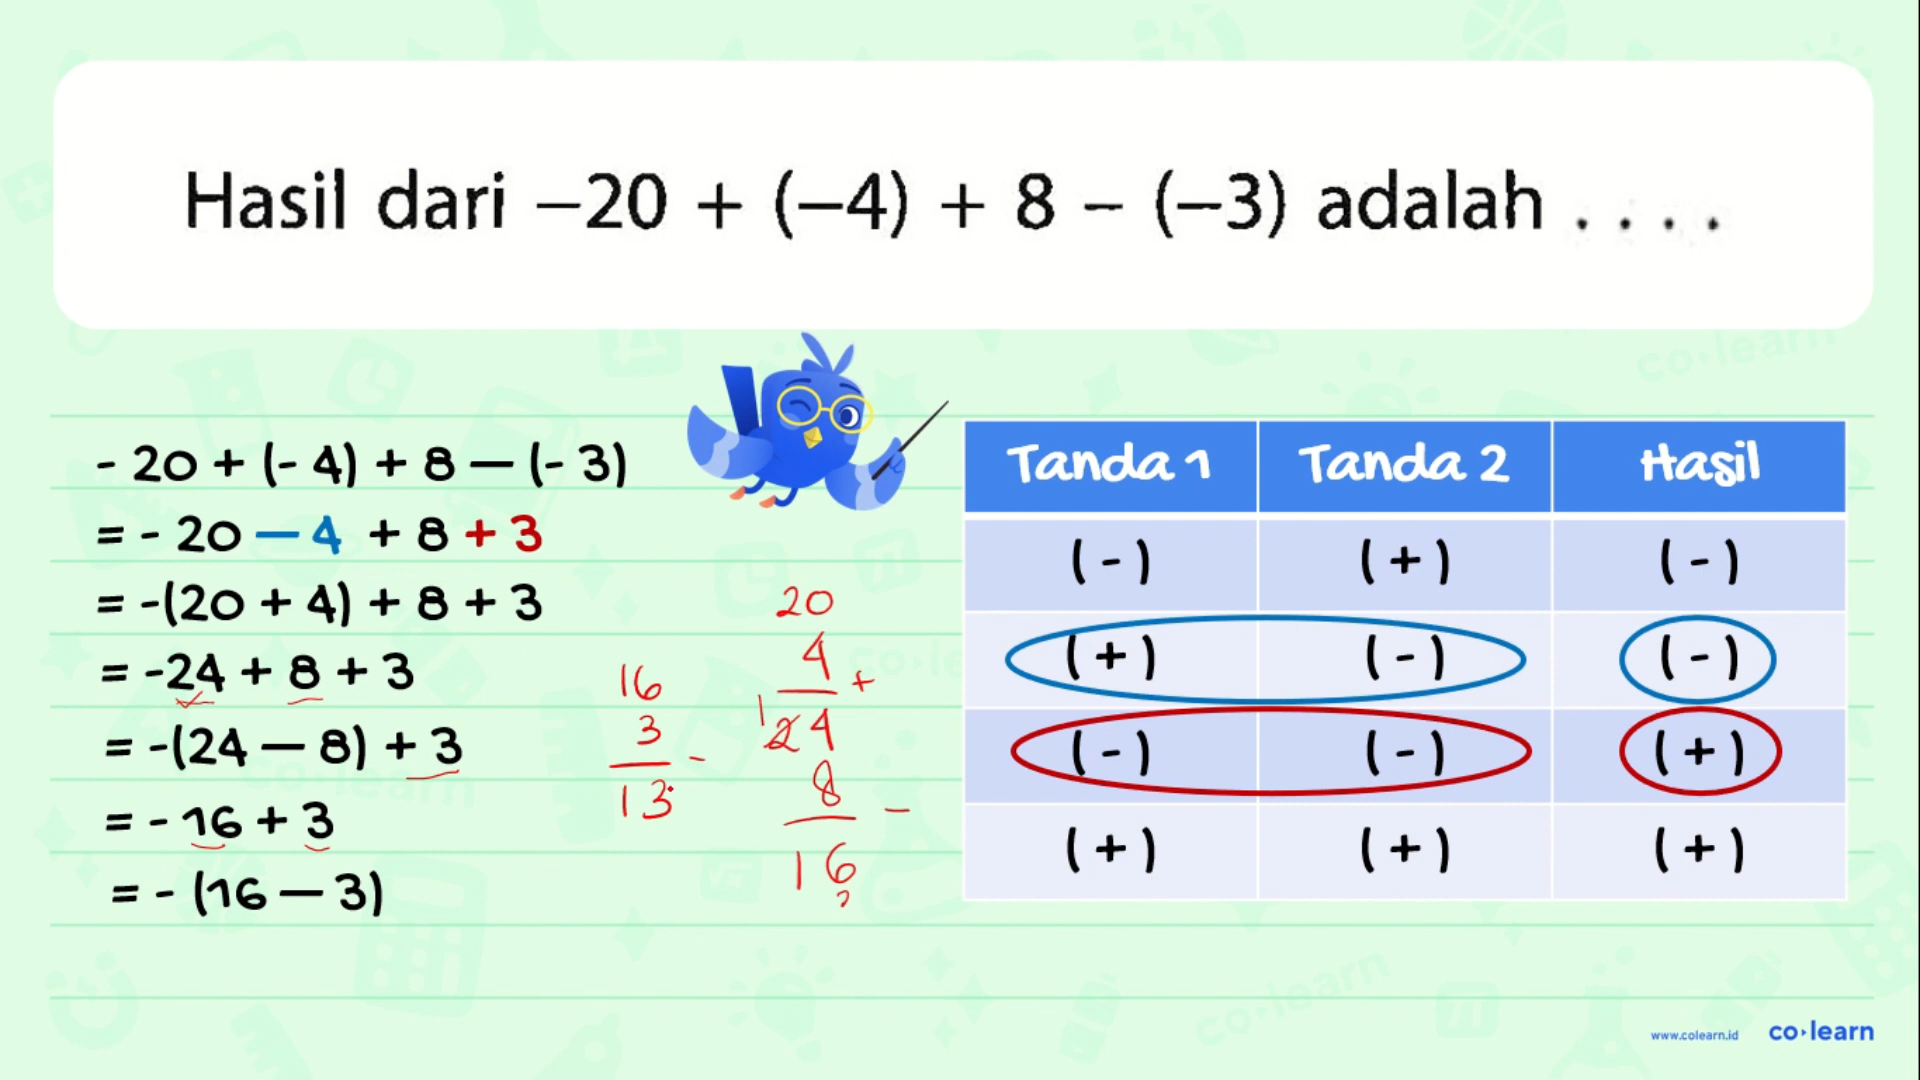 Hasil dari –20 + (–4) + 8 – (–3) adalah . . . .
- 20 + (- 4) + 8 — (- 3)
= - 20 — 4 + 8 + 3
= -(20 + 4) + 8 + 3
= -24 + 8 + 3
= -(24 — 8) + 3
= - 16 + 3
= - (16 — 3)
16
3 -
13
20
4 +
1
24
8 -
16
Tanda 1 Tanda 2 Hasil
( - ) ( + ) ( - )
( + ) ( - ) ( - )
( - ) ( - ) ( + )
( + ) ( + ) ( + )
www.colearn.id co·learn